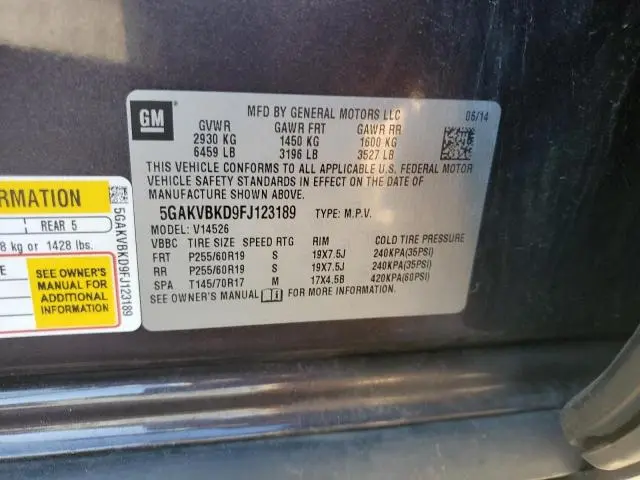 GM
MFD BY GENERAL MOTORS LLC 06/14
GVWR GAWR FRT GAWR RR
2930 KG 1450 KG 1600 KG
6459 LB 3196 LB 3527 LB
THIS VEHICLE CONFORMS TO ALL APPLICABLE U.S. FEDERAL MOTOR
VEHICLE SAFETY STANDARDS IN EFFECT ON THE DATE OF
MANUFACTURE SHOWN ABOVE.
5GAKVBKD9FJ123189 TYPE: M.P.V.
MODEL: V14526
VBBC TIRE SIZE SPEED RTG RIM COLD TIRE PRESSURE
FRT P255/60R19 S 19X7.5J 240KPA(35PSI)
RR P255/60R19 S 19X7.5J 240KPA(35PSI)
SPA T145/70R17 M 17X4.5B 420KPA(60PSI)
SEE OWNER'S MANUAL FOR MORE INFORMATION
RMATION
REAR 5
8 kg or 1428 lbs.
E
SEE OWNER'S
MANUAL FOR
ADDITIONAL
INFORMATION
5GAKVBKD9FJ123189